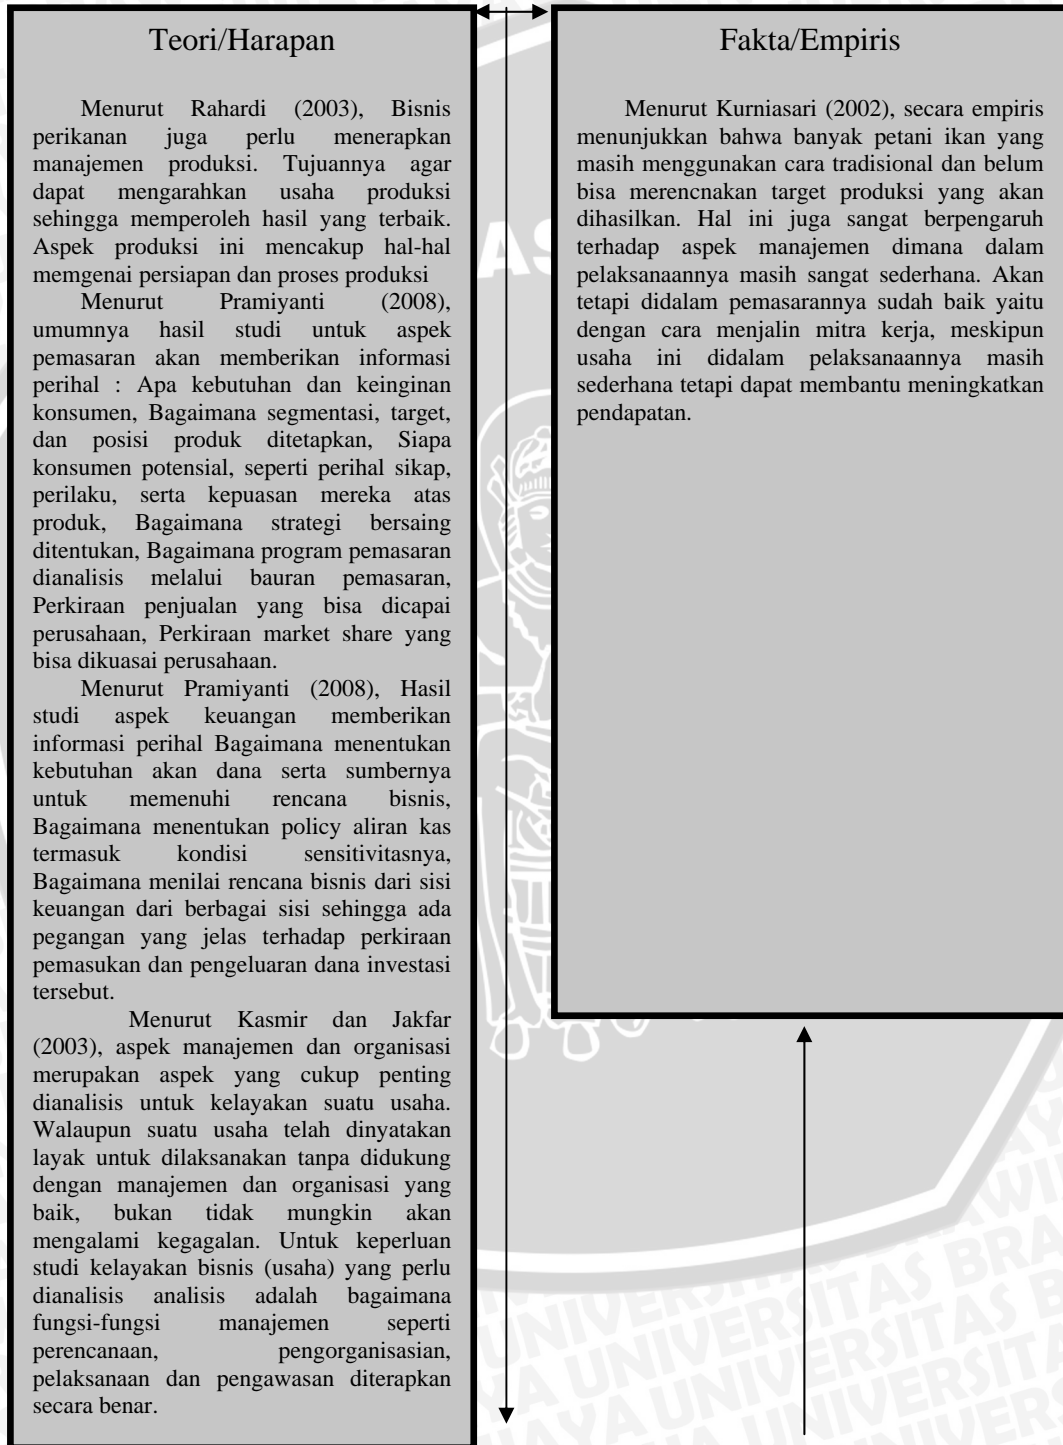 Teori/Harapan
Menurut Rahardi (2003), Bisnis
perikanan juga perlu menerapkan
manajemen produksi. Tujuannya agar
dapat mengarahkan usaha produksi
sehingga memperoleh hasil yang terbaik.
Aspek produksi ini mencakup hal-hal
memgenai persiapan dan proses produksi
Menurut Pramiyanti (2008),
umumnya hasil studi untuk aspek
pemasaran akan memberikan informasi
perihal : Apa kebutuhan dan keinginan
konsumen, Bagaimana segmentasi, target,
dan posisi produk ditetapkan, Siapa
konsumen potensial, seperti perihal sikap,
perilaku, serta kepuasan mereka atas
produk, Bagaimana strategi bersaing
ditentukan, Bagaimana program pemasaran
dianalisis melalui bauran pemasaran,
Perkiraan penjualan yang bisa dicapai
perusahaan, Perkiraan market share yang
bisa dikuasai perusahaan.
Menurut Pramiyanti (2008), Hasil
studi aspek keuangan memberikan
informasi perihal Bagaimana menentukan
kebutuhan akan dana serta sumbernya
untuk memenuhi rencana bisnis,
Bagaimana menentukan policy aliran kas
termasuk kondisi sensitivitasnya,
Bagaimana menilai rencana bisnis dari sisi
keuangan dari berbagai sisi sehingga ada
pegangan yang jelas terhadap perkiraan
pemasukan dan pengeluaran dana investasi
tersebut.
Menurut Kasmir dan Jakfar
(2003), aspek manajemen dan organisasi
merupakan aspek yang cukup penting
dianalisis untuk kelayakan suatu usaha.
Walaupun suatu usaha telah dinyatakan
layak untuk dilaksanakan tanpa didukung
dengan manajemen dan organisasi yang
baik, bukan tidak mungkin akan
mengalami kegagalan. Untuk keperluan
studi kelayakan bisnis (usaha) yang perlu
dianalisis analisis adalah bagaimana
fungsi-fungsi manajemen seperti
perencanaan, pengorganisasian,
pelaksanaan dan pengawasan diterapkan
secara benar.
Fakta/Empiris
Menurut Kurniasari (2002), secara empiris
menunjukkan bahwa banyak petani ikan yang
masih menggunakan cara tradisional dan belum
bisa merencnakan target produksi yang akan
dihasilkan. Hal ini juga sangat berpengaruh
terhadap aspek manajemen dimana dalam
pelaksanaannya masih sangat sederhana. Akan
tetapi didalam pemasarannya sudah baik yaitu
dengan cara menjalin mitra kerja, meskipun
usaha ini didalam pelaksanaannya masih
sederhana tetapi dapat membantu meningkatkan
pendapatan.